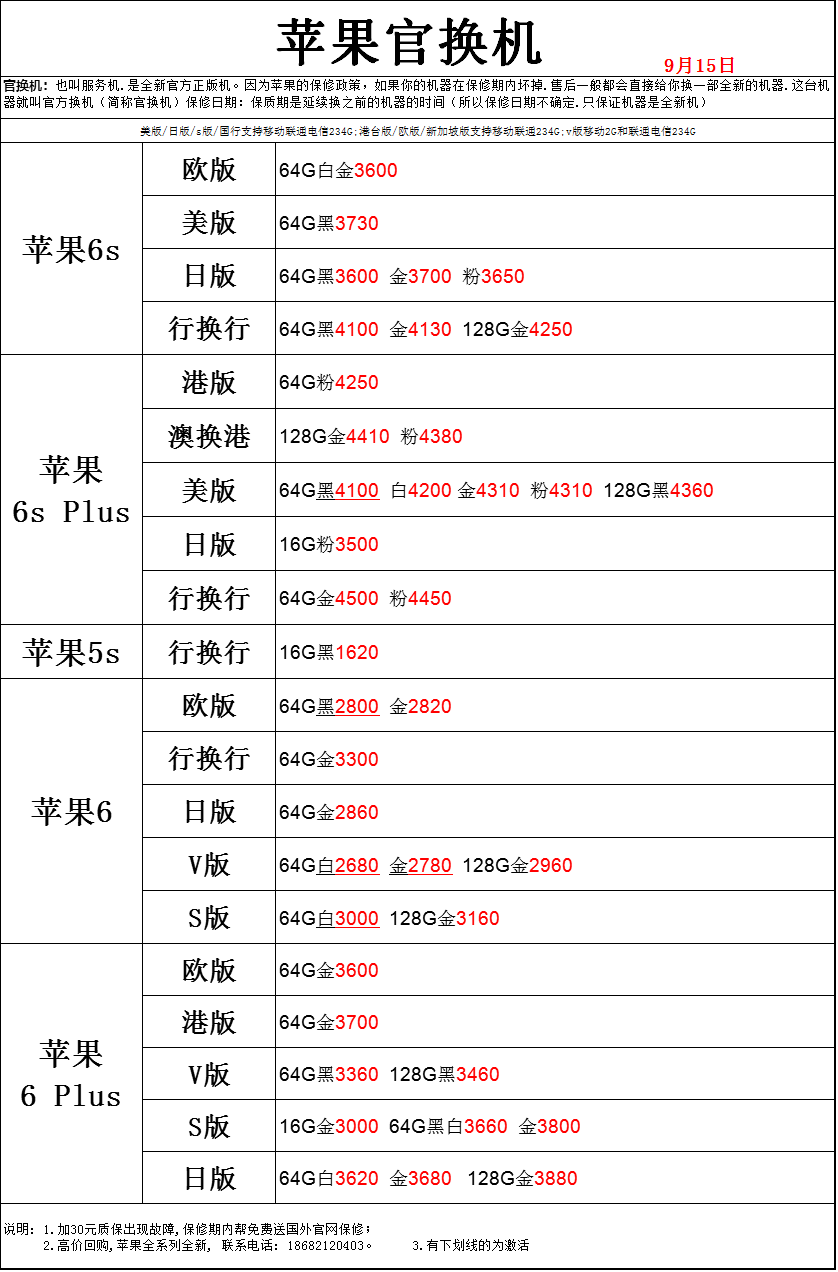 苹果官换机
9月15日
官换机：也叫服务机.是全新官方正版机。因为苹果的保修政策，如果你的机器在保修期内坏掉.售后一般都会直接给你换一部全新的机器.这台机
器就叫官方换机（简称官换机）保修日期：保质期是延续换之前的机器的时间（所以保修日期不确定.只保证机器是全新机）
美版/日版/s版/国行支持移动联通电信234G;港台版/欧版/新加坡版支持移动联通234G;v版移动2G和联通电信234G
苹果6s
欧版 64G白金3600
美版 64G黑3730
日版 64G黑3600 金3700 粉3650
行换行 64G黑4100 金4130 128G金4250
苹果
6s Plus
港版 64G粉4250
澳换港 128G金4410 粉4380
美版 64G黑4100 白4200 金4310 粉4310 128G黑4360
日版 16G粉3500
行换行 64G金4500 粉4450
苹果5s
行换行 16G黑1620
苹果6
欧版 64G黑2800 金2820
行换行 64G金3300
日版 64G金2860
V版 64G白2680 金2780 128G金2960
S版 64G白3000 128G金3160
苹果
6 Plus
欧版 64G金3600
港版 64G金3700
V版 64G黑3360 128G黑3460
S版 16G金3000 64G黑白3660 金3800
日版 64G白3620 金3680 128G金3880
说明：1.加30元质保出现故障,保修期内帮免费送国外官网保修；
2.高价回购,苹果全系列全新, 联系电话：18682120403。 3.有下划线的为激活